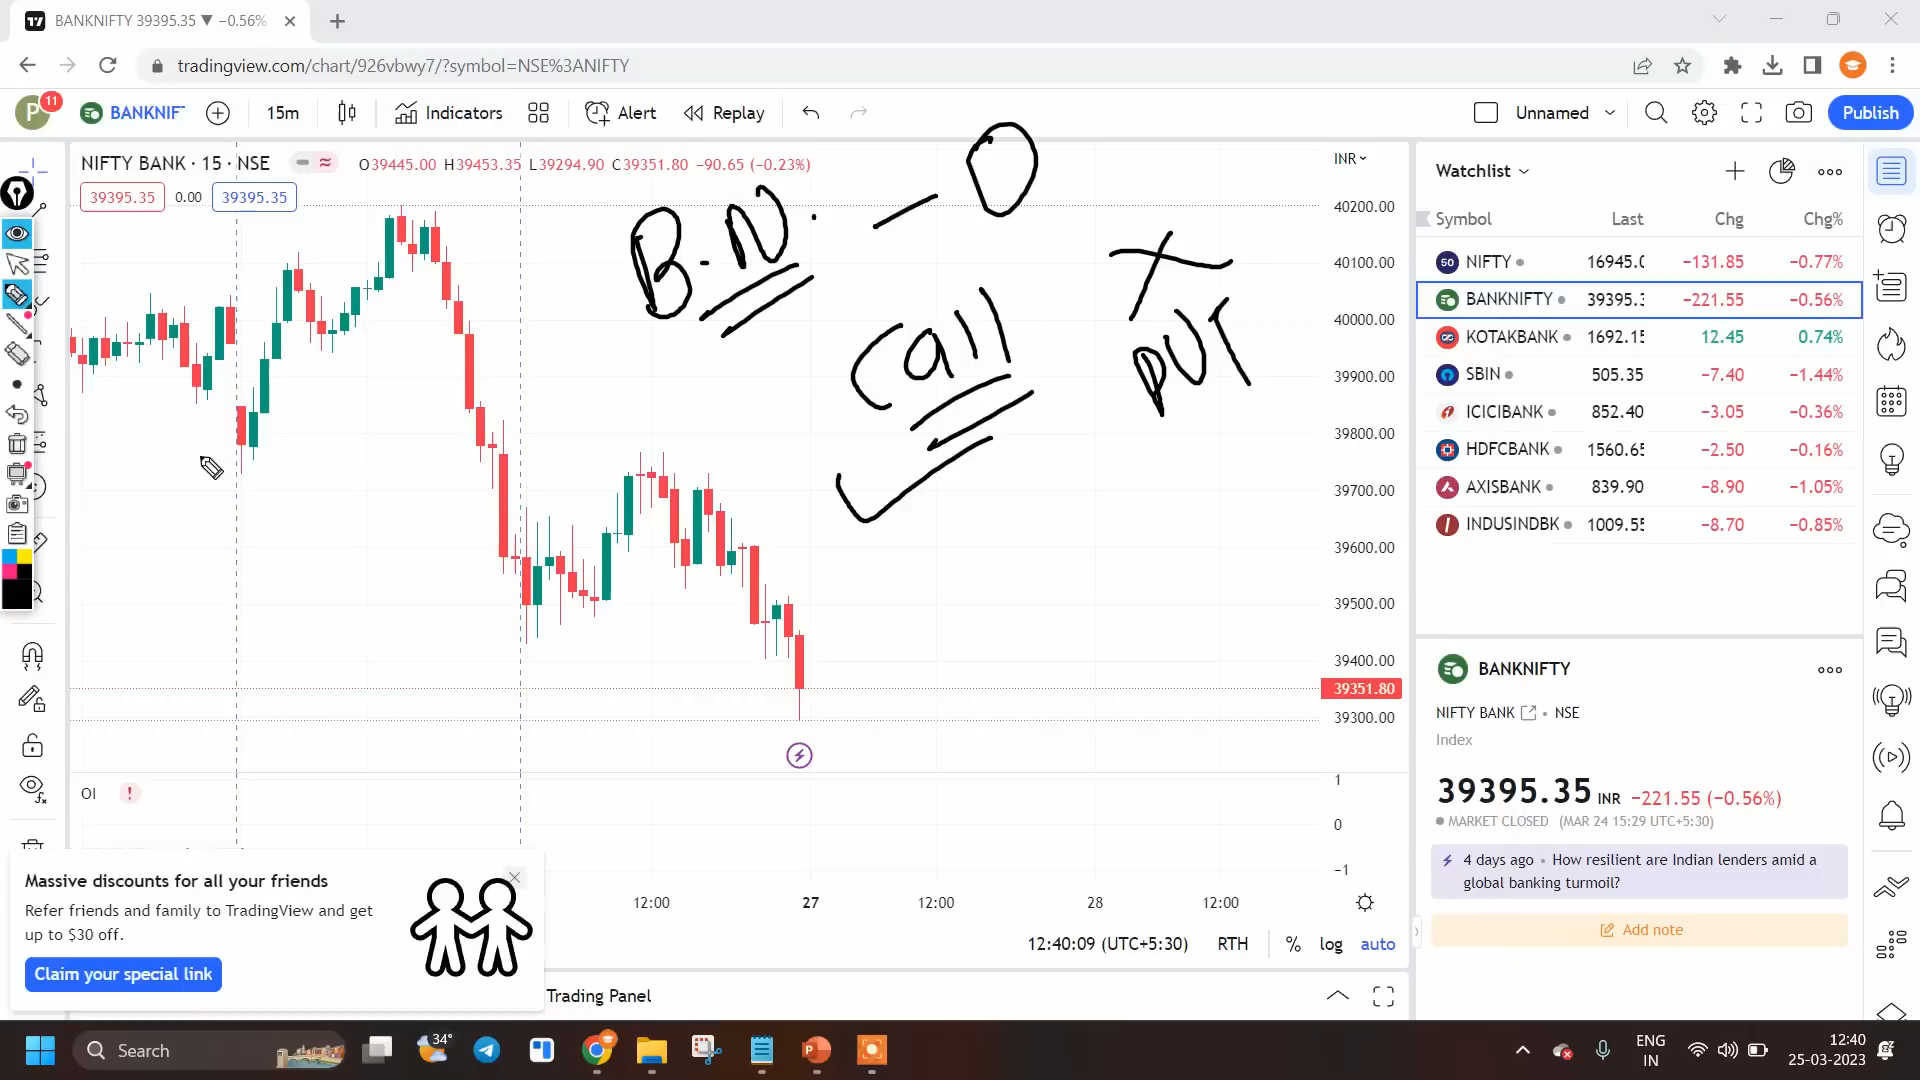 BANKNIFTY 39395.35 ▼ −0.56%
tradingview.com/chart/926vbwy7/?symbol=NSE%3ANIFTY
P 11 BANKNIF 15m Indicators Alert Replay Unnamed Publish
NIFTY BANK · 15 · NSE O39445.00 H39453.35 L39294.90 C39351.80 −90.65 (−0.23%)
39395.35 0.00 39395.35
INR
40200.00
40100.00
40000.00
39900.00
39800.00
39700.00
39600.00
39500.00
39400.00
39351.80
39300.00
B.N. – O
X
Call
PUT
OI !
1
0
−1
12:00 27 12:00 28 12:00
12:40:09 (UTC+5:30) RTH % log auto
Trading Panel
Massive discounts for all your friends
Refer friends and family to TradingView and get
up to $30 off.
Claim your special link
Watchlist
Symbol Last Chg Chg%
50 NIFTY 16945.0 −131.85 −0.77%
BANKNIFTY 39395.3 −221.55 −0.56%
KOTAKBANK 1692.15 12.45 0.74%
SBIN 505.35 −7.40 −1.44%
ICICIBANK 852.40 −3.05 −0.36%
HDFCBANK 1560.65 −2.50 −0.16%
AXISBANK 839.90 −8.90 −1.05%
INDUSINDBK 1009.55 −8.70 −0.85%
BANKNIFTY
NIFTY BANK • NSE
Index
39395.35 INR −221.55 (−0.56%)
MARKET CLOSED (MAR 24 15:29 UTC+5:30)
4 days ago • How resilient are Indian lenders amid a
global banking turmoil?
Add note
Search
34°
ENG
IN
12:40
25-03-2023